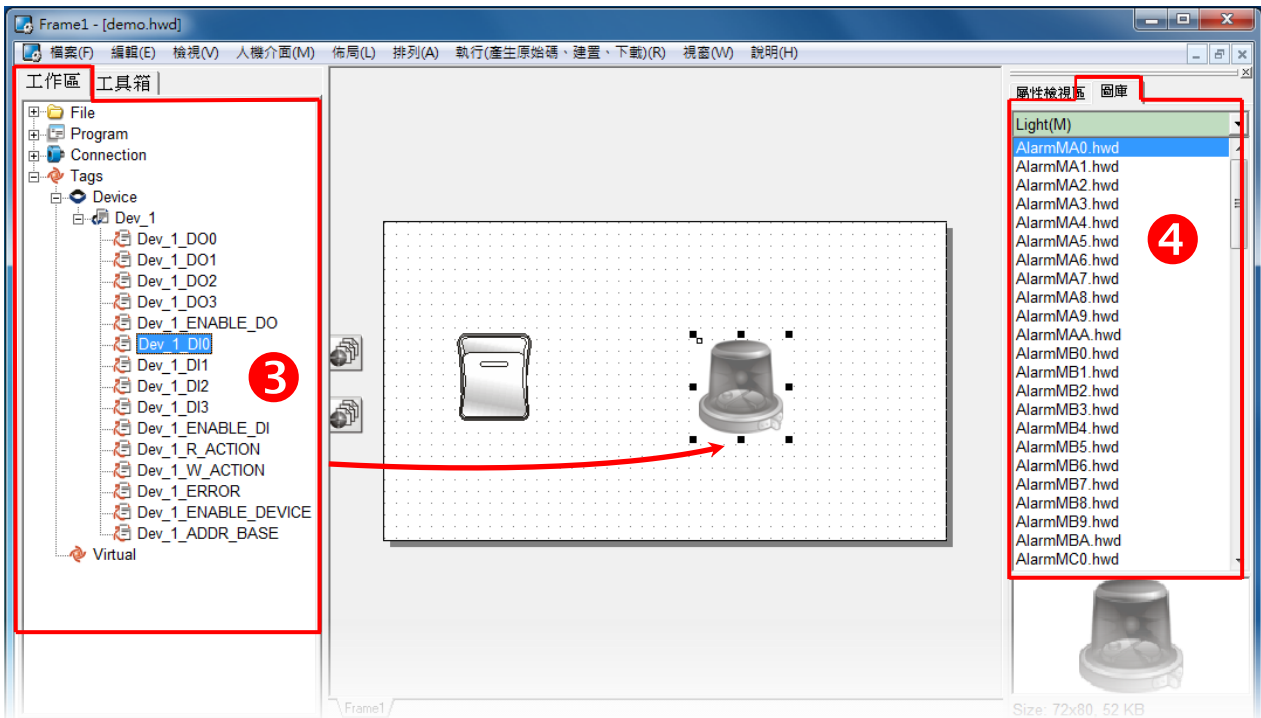 Frame1 - [demo.hwd]
檔案(F) 編輯(E) 檢視(V) 人機介面(M) 佈局(L) 排列(A) 執行(產生原始碼、建置、下載)(R) 視窗(W) 說明(H)
工作區 工具箱
File
Program
Connection
Tags
Device
Dev_1
Dev_1_DO0
Dev_1_DO1
Dev_1_DO2
Dev_1_DO3
Dev_1_ENABLE_DO
Dev_1_DI0
Dev_1_DI1
Dev_1_DI2
Dev_1_DI3
Dev_1_ENABLE_DI
Dev_1_R_ACTION
Dev_1_W_ACTION
Dev_1_ERROR
Dev_1_ENABLE_DEVICE
Dev_1_ADDR_BASE
Virtual
3
Frame1
屬性檢視區 圖庫
Light(M)
AlarmMA0.hwd
AlarmMA1.hwd
AlarmMA2.hwd
AlarmMA3.hwd
AlarmMA4.hwd
AlarmMA5.hwd
AlarmMA6.hwd
AlarmMA7.hwd
AlarmMA8.hwd
AlarmMA9.hwd
AlarmMAA.hwd
AlarmMB0.hwd
AlarmMB1.hwd
AlarmMB2.hwd
AlarmMB3.hwd
AlarmMB4.hwd
AlarmMB5.hwd
AlarmMB6.hwd
AlarmMB7.hwd
AlarmMB8.hwd
AlarmMB9.hwd
AlarmMBA.hwd
AlarmMC0.hwd
4
Size: 72x80, 52 KB